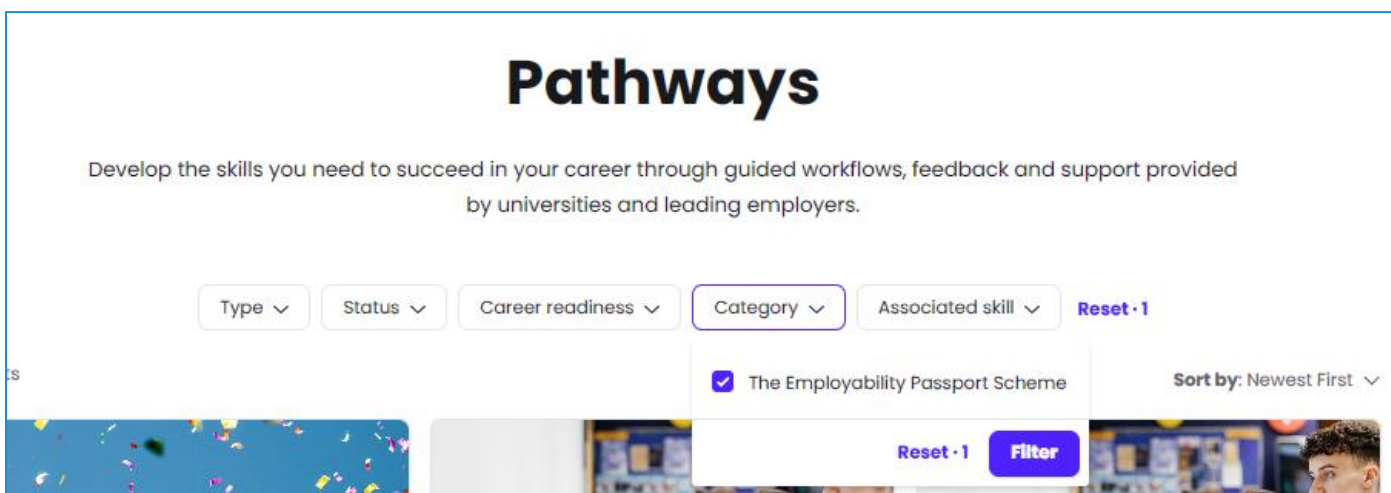 Pathways
Develop the skills you need to succeed in your career through guided workflows, feedback and support provided
by universities and leading employers.
Type Status Career readiness Category Associated skill Reset · 1
ts
The Employability Passport Scheme
Sort by: Newest First
Reset · 1 Filter